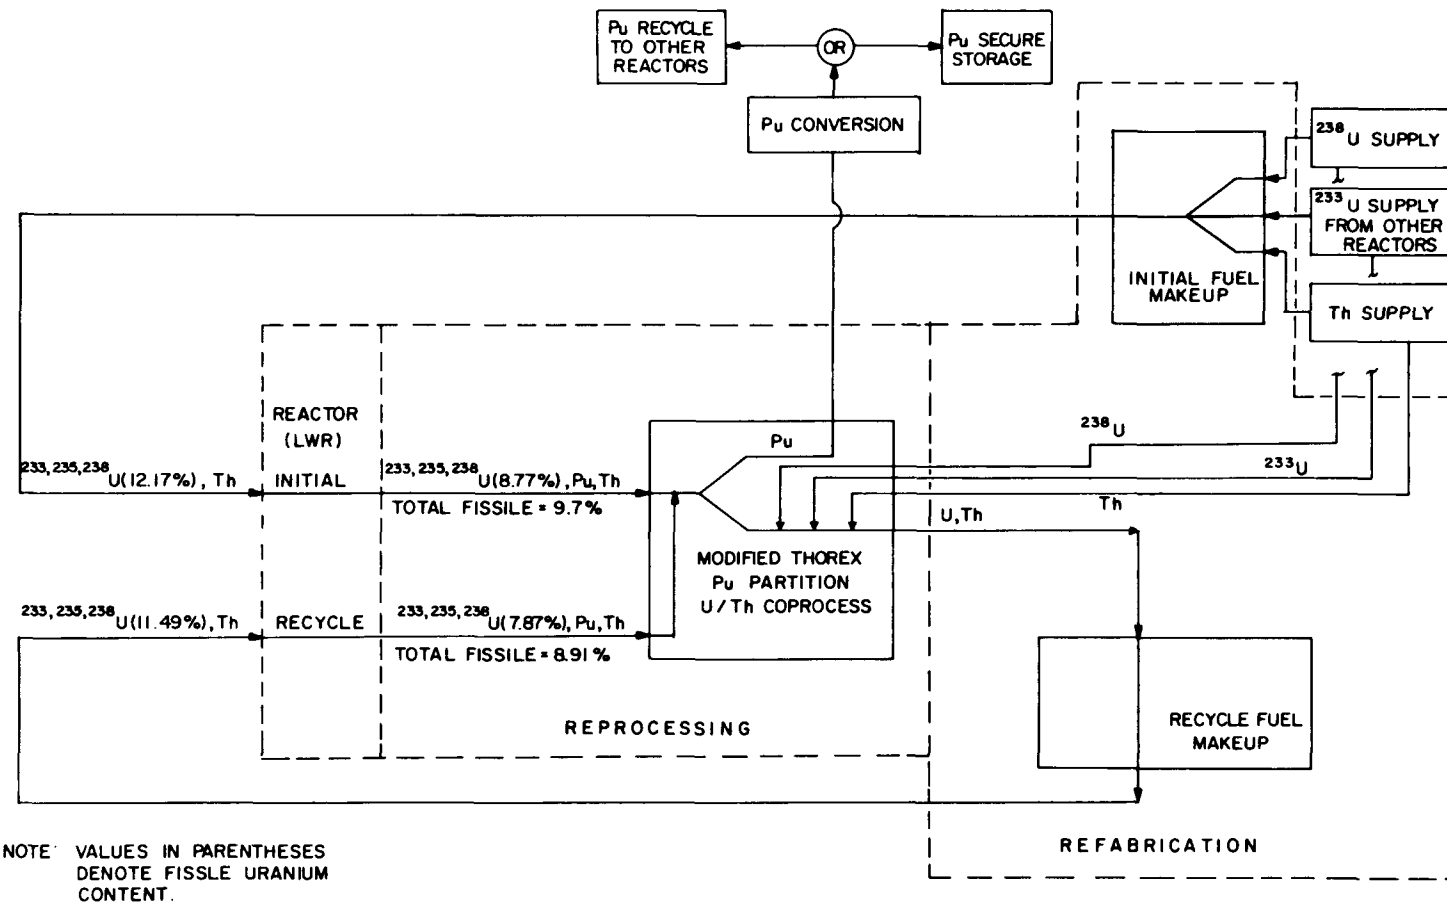 Pu RECYCLE
TO OTHER
REACTORS
OR
Pu SECURE
STORAGE
Pu CONVERSION
238U SUPPLY
233U SUPPLY
FROM OTHER
REACTORS
INITIAL FUEL
MAKEUP
Th SUPPLY
REACTOR
(LWR)
INITIAL
233,235,238U(12.17%), Th
233,235,238U(8.77%), Pu, Th
TOTAL FISSILE = 9.7%
Pu
238U
233U
Th
U, Th
MODIFIED THOREX
Pu PARTITION
U/Th COPROCESS
233,235,238U(11.49%), Th
RECYCLE
233,235,238U(7.87%), Pu, Th
TOTAL FISSILE = 8.91%
REPROCESSING
RECYCLE FUEL
MAKEUP
REFABRICATION
NOTE VALUES IN PARENTHESES
DENOTE FISSLE URANIUM
CONTENT.